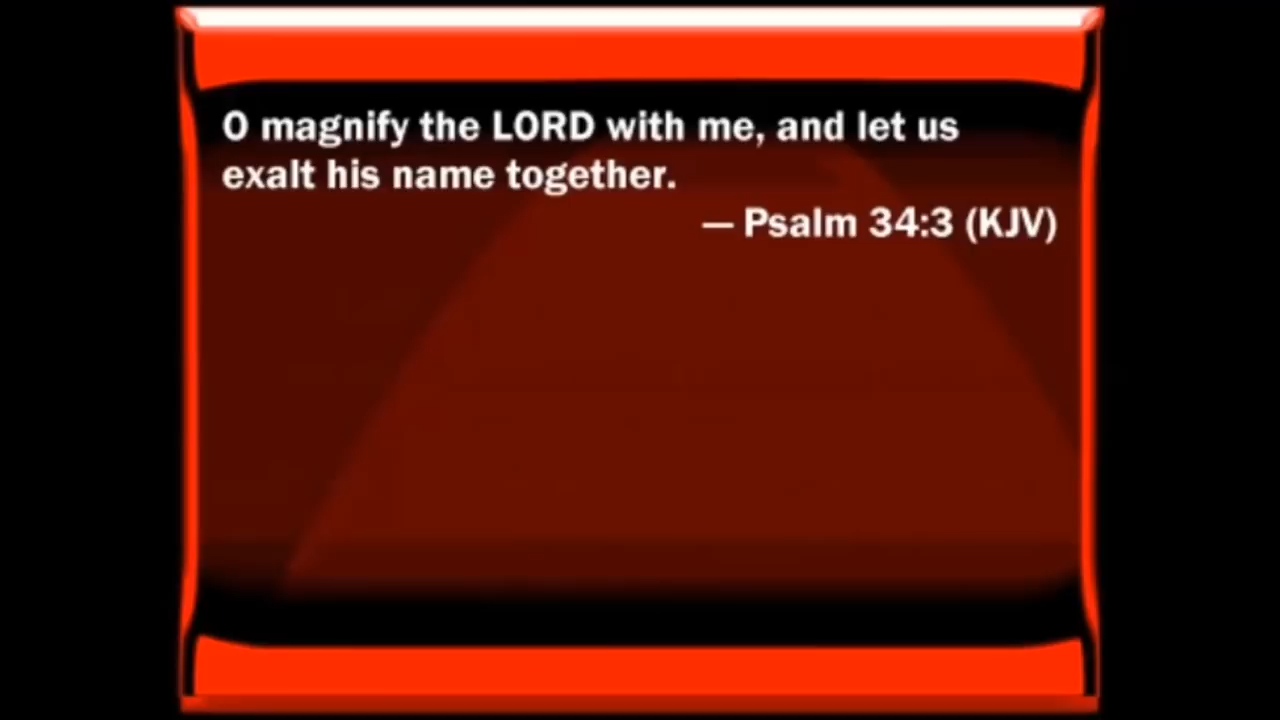 O magnify the LORD with me, and let us
exalt his name together.
— Psalm 34:3 (KJV)